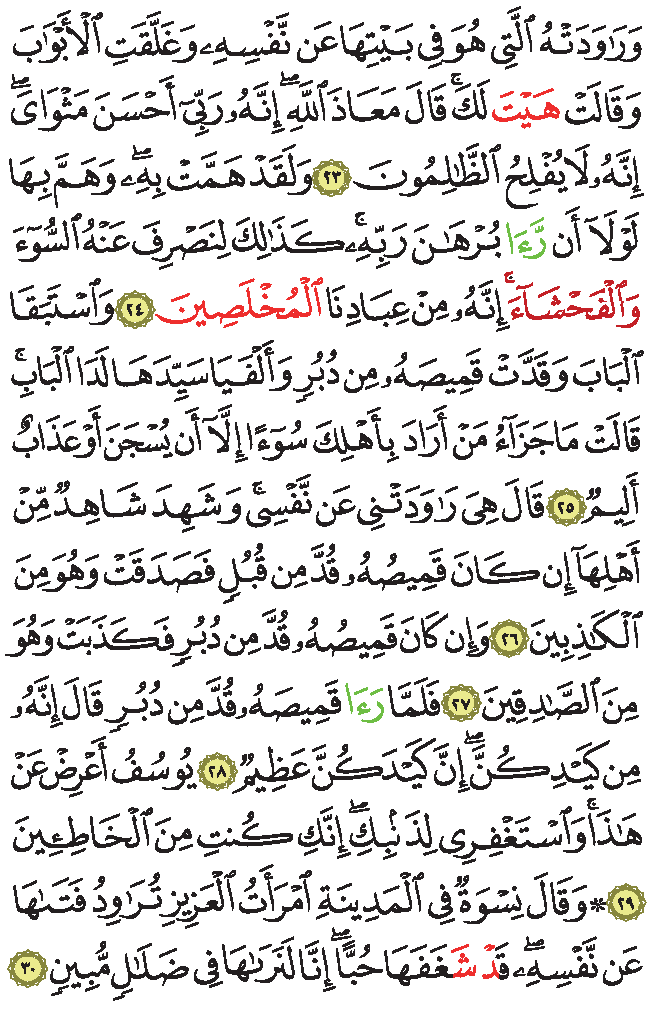 وَرَٰوَدَتْهُ ٱلَّتِى هُوَ فِى بَيْتِهَا عَن نَّفْسِهِۦ وَغَلَّقَتِ ٱلْأَبْوَٰبَ
وَقَالَتْ هَيْتَ لَكَ ۚ قَالَ مَعَاذَ ٱللَّهِ ۖ إِنَّهُۥ رَبِّىٓ أَحْسَنَ مَثْوَاىَ ۖ
إِنَّهُۥ لَا يُفْلِحُ ٱلظَّٰلِمُونَ ٢٣ وَلَقَدْ هَمَّتْ بِهِۦ ۖ وَهَمَّ بِهَا
لَوْلَآ أَن رَّءَا بُرْهَٰنَ رَبِّهِۦ ۚ كَذَٰلِكَ لِنَصْرِفَ عَنْهُ ٱلسُّوٓءَ
وَٱلْفَحْشَآءَ ۚ إِنَّهُۥ مِنْ عِبَادِنَا ٱلْمُخْلَصِينَ ٢٤ وَٱسْتَبَقَا
ٱلْبَابَ وَقَدَّتْ قَمِيصَهُۥ مِن دُبُرٍ وَأَلْفَيَا سَيِّدَهَا لَدَا ٱلْبَابِ ۚ
قَالَتْ مَا جَزَآءُ مَنْ أَرَادَ بِأَهْلِكَ سُوٓءًا إِلَّآ أَن يُسْجَنَ أَوْ عَذَابٌ
أَلِيمٌ ٢٥ قَالَ هِىَ رَٰوَدَتْنِى عَن نَّفْسِى ۚ وَشَهِدَ شَاهِدٌ مِّنْ
أَهْلِهَآ إِن كَانَ قَمِيصُهُۥ قُدَّ مِن قُبُلٍ فَصَدَقَتْ وَهُوَ مِنَ
ٱلْكَٰذِبِينَ ٢٦ وَإِن كَانَ قَمِيصُهُۥ قُدَّ مِن دُبُرٍ فَكَذَبَتْ وَهُوَ
مِنَ ٱلصَّٰدِقِينَ ٢٧ فَلَمَّا رَءَا قَمِيصَهُۥ قُدَّ مِن دُبُرٍ قَالَ إِنَّهُۥ
مِن كَيْدِكُنَّ ۖ إِنَّ كَيْدَكُنَّ عَظِيمٌ ٢٨ يُوسُفُ أَعْرِضْ عَنْ
هَٰذَا ۚ وَٱسْتَغْفِرِى لِذَنۢبِكِ ۖ إِنَّكِ كُنتِ مِنَ ٱلْخَاطِـِٔينَ
٢٩ * وَقَالَ نِسْوَةٌ فِى ٱلْمَدِينَةِ ٱمْرَأَتُ ٱلْعَزِيزِ تُرَٰوِدُ فَتَىٰهَا
عَن نَّفْسِهِۦ ۖ قَدْ شَغَفَهَا حُبًّا ۖ إِنَّا لَنَرَىٰهَا فِى ضَلَٰلٍ مُّبِينٍ ٣٠